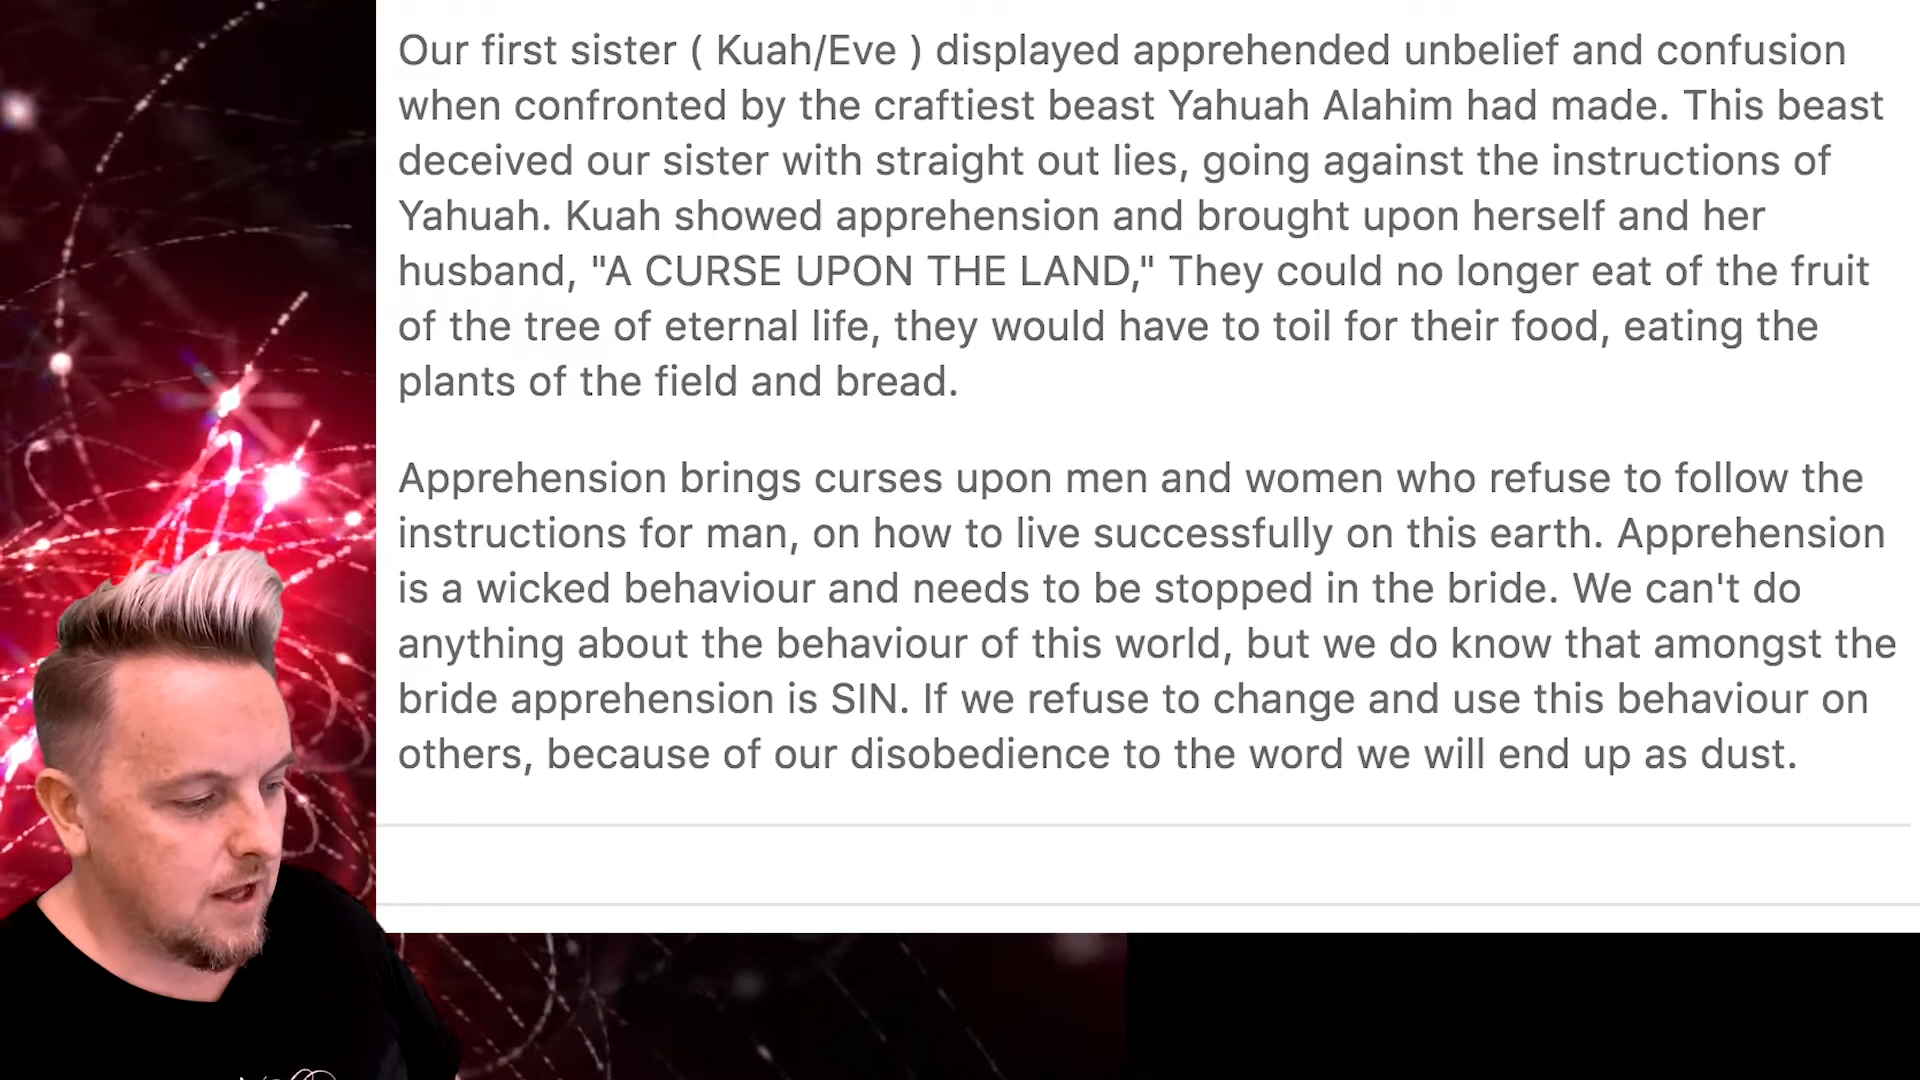 Our first sister ( Kuah/Eve ) displayed apprehended unbelief and confusion
when confronted by the craftiest beast Yahuah Alahim had made. This beast
deceived our sister with straight out lies, going against the instructions of
Yahuah. Kuah showed apprehension and brought upon herself and her
husband, "A CURSE UPON THE LAND," They could no longer eat of the fruit
of the tree of eternal life, they would have to toil for their food, eating the
plants of the field and bread.
Apprehension brings curses upon men and women who refuse to follow the
instructions for man, on how to live successfully on this earth. Apprehension
is a wicked behaviour and needs to be stopped in the bride. We can't do
anything about the behaviour of this world, but we do know that amongst the
bride apprehension is SIN. If we refuse to change and use this behaviour on
others, because of our disobedience to the word we will end up as dust.